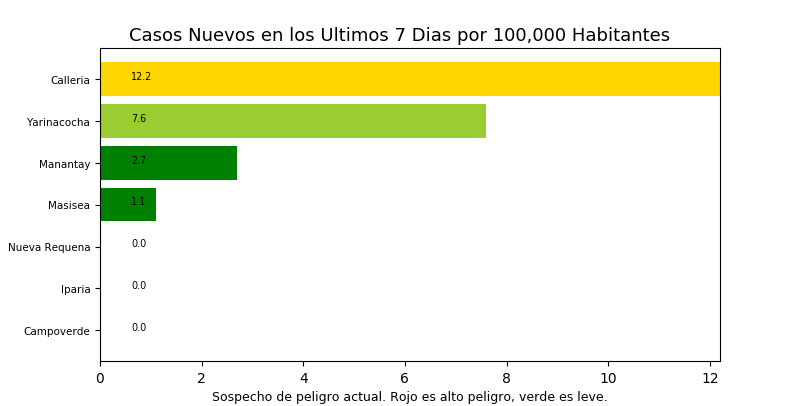 Casos Nuevos en los Ultimos 7 Dias por 100,000 Habitantes
Calleria 12.2
Yarinacocha 7.6
Manantay 2.7
Masisea 1.1
Nueva Requena 0.0
Iparia 0.0
Campoverde 0.0
0 2 4 6 8 10 12
Sospecho de peligro actual. Rojo es alto peligro, verde es leve.